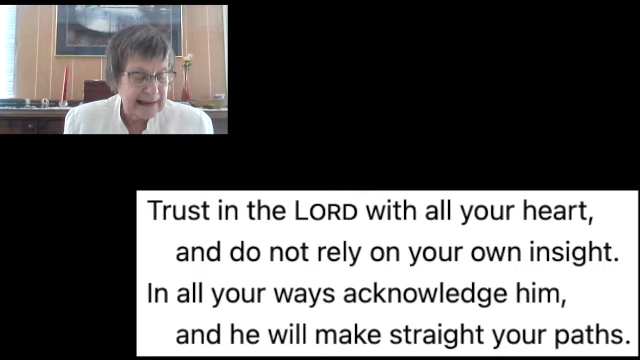 Trust in the LORD with all your heart,
and do not rely on your own insight.
In all your ways acknowledge him,
and he will make straight your paths.